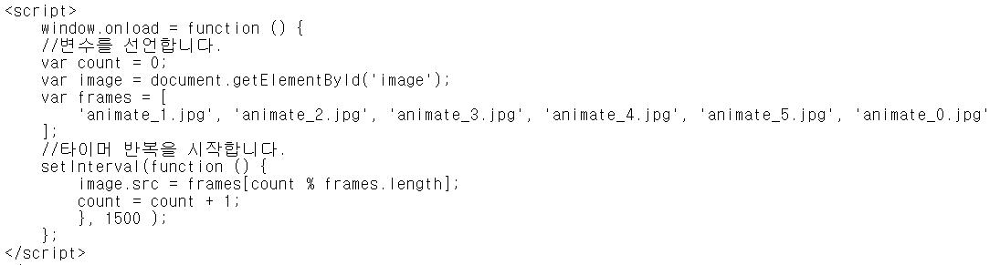 <script>
    window.onload = function () {
    //변수를 선언합니다.
    var count = 0;
    var image = document.getElementById('image');
    var frames = [
        'animate_1.jpg', 'animate_2.jpg', 'animate_3.jpg', 'animate_4.jpg', 'animate_5.jpg', 'animate_0.jpg'
    ];
    //타이머 반복을 시작합니다.
    setInterval(function () {
        image.src = frames[count % frames.length];
        count = count + 1;
        }, 1500 );
    };
</script>